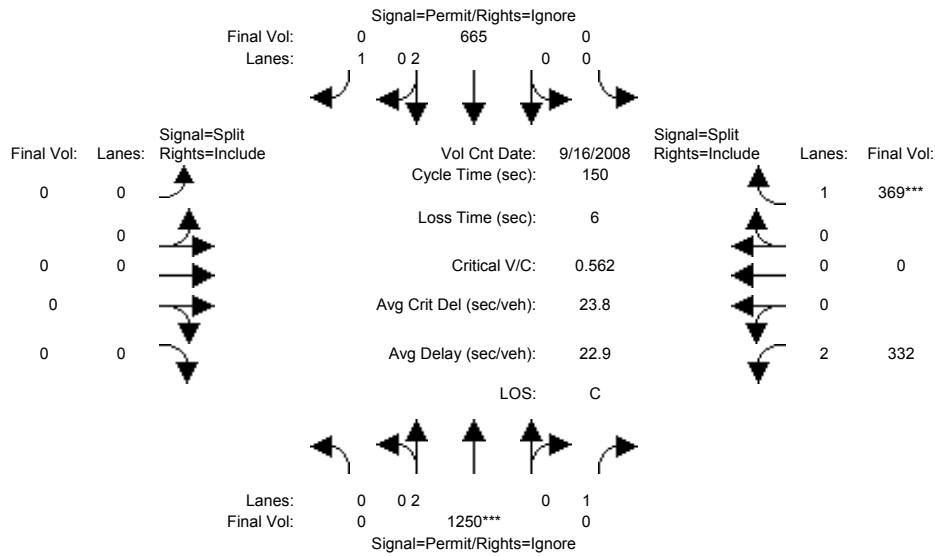 Signal=Permit/Rights=Ignore
Final Vol: 0 665 0
Lanes: 1 0 2 0 0
Signal=Split Signal=Split
Final Vol: Lanes: Rights=Include Vol Cnt Date: 9/16/2008 Rights=Include Lanes: Final Vol:
Cycle Time (sec): 150
0 0 1 369***
Loss Time (sec): 6
0 0
0 0 Critical V/C: 0.562 0 0
0 Avg Crit Del (sec/veh): 23.8 0
0 0 Avg Delay (sec/veh): 22.9 2 332
LOS: C
Lanes: 0 0 2 0 1
Final Vol: 0 1250*** 0
Signal=Permit/Rights=Ignore